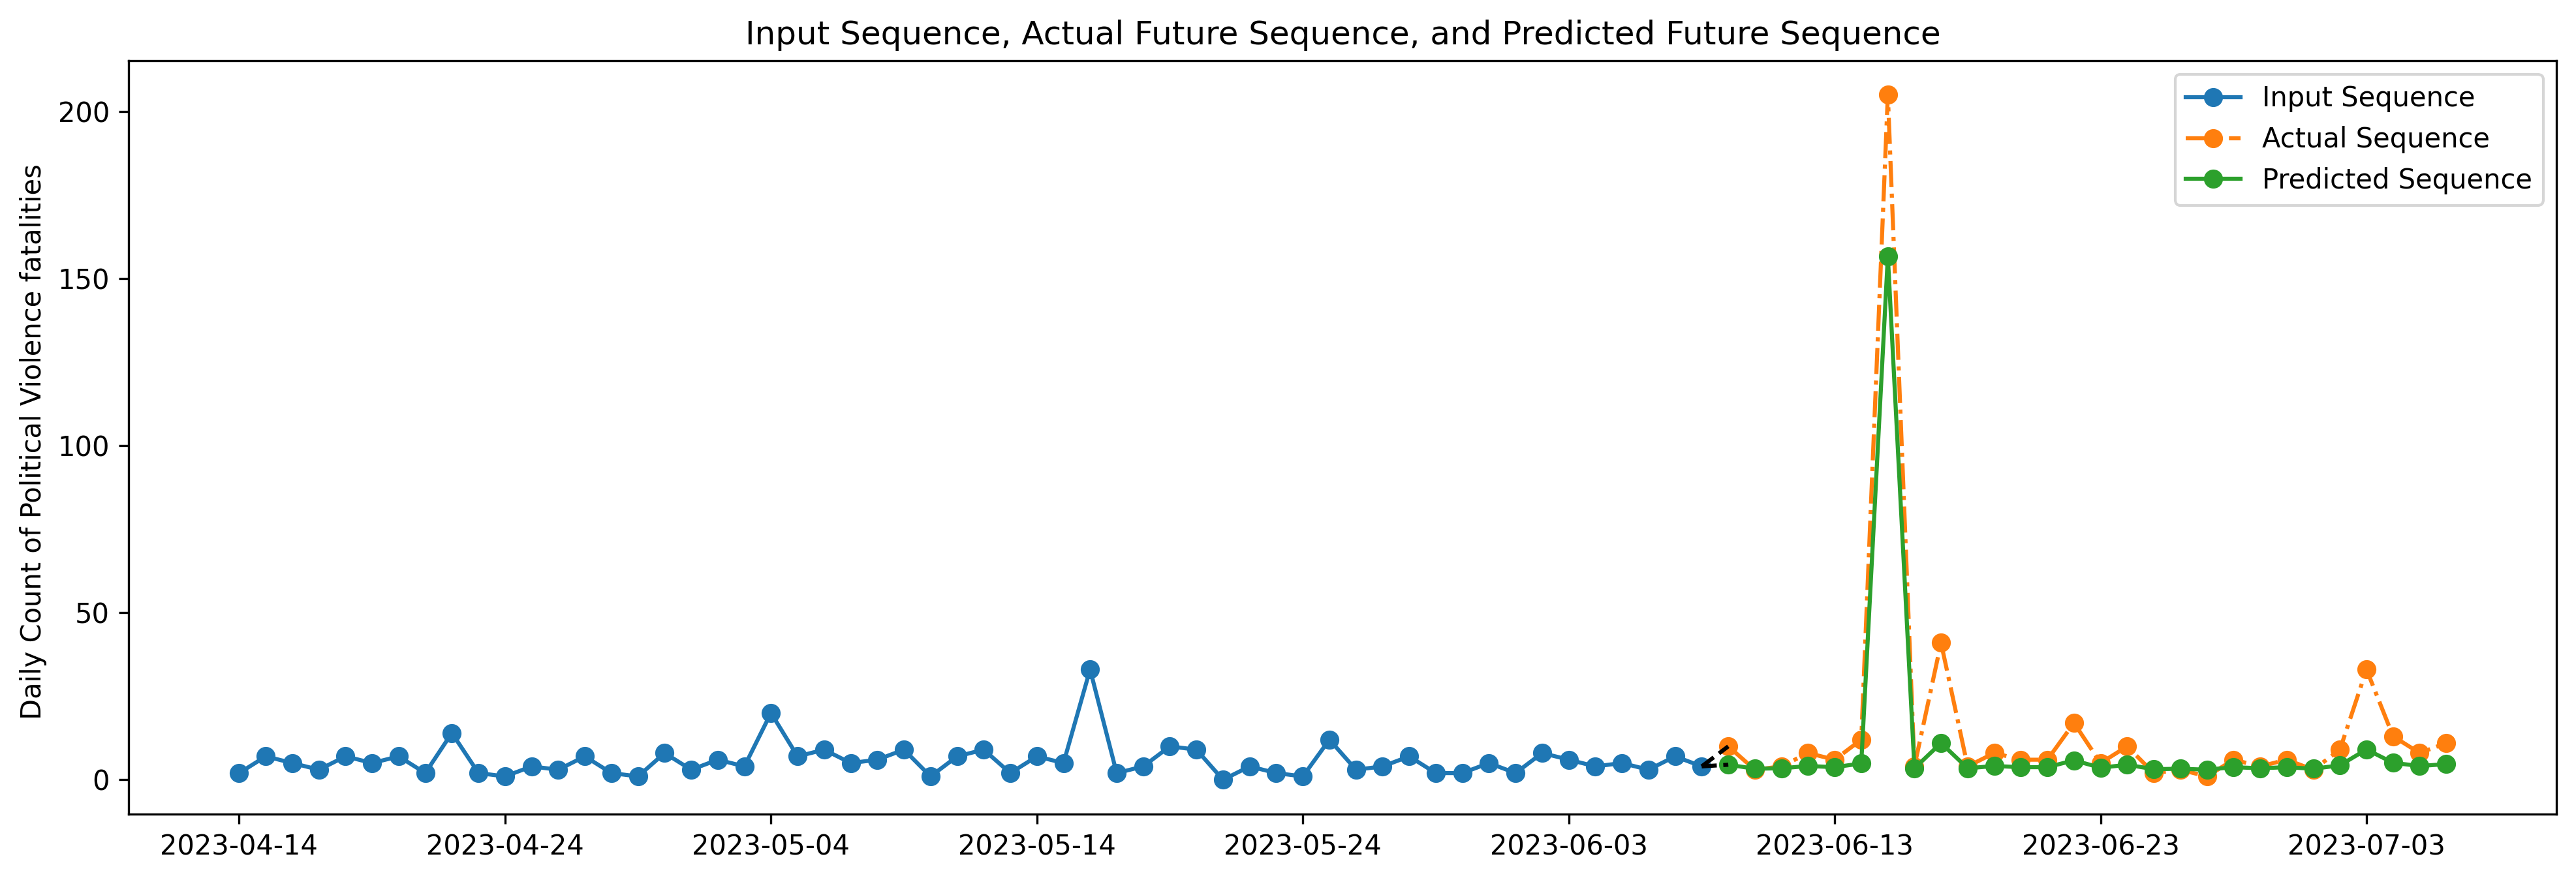 Input Sequence, Actual Future Sequence, and Predicted Future Sequence
Daily Count of Political Violence fatalities
200
150
100
50
0
Input Sequence
Actual Sequence
Predicted Sequence
2023-04-14 2023-04-24 2023-05-04 2023-05-14 2023-05-24 2023-06-03 2023-06-13 2023-06-23 2023-07-03